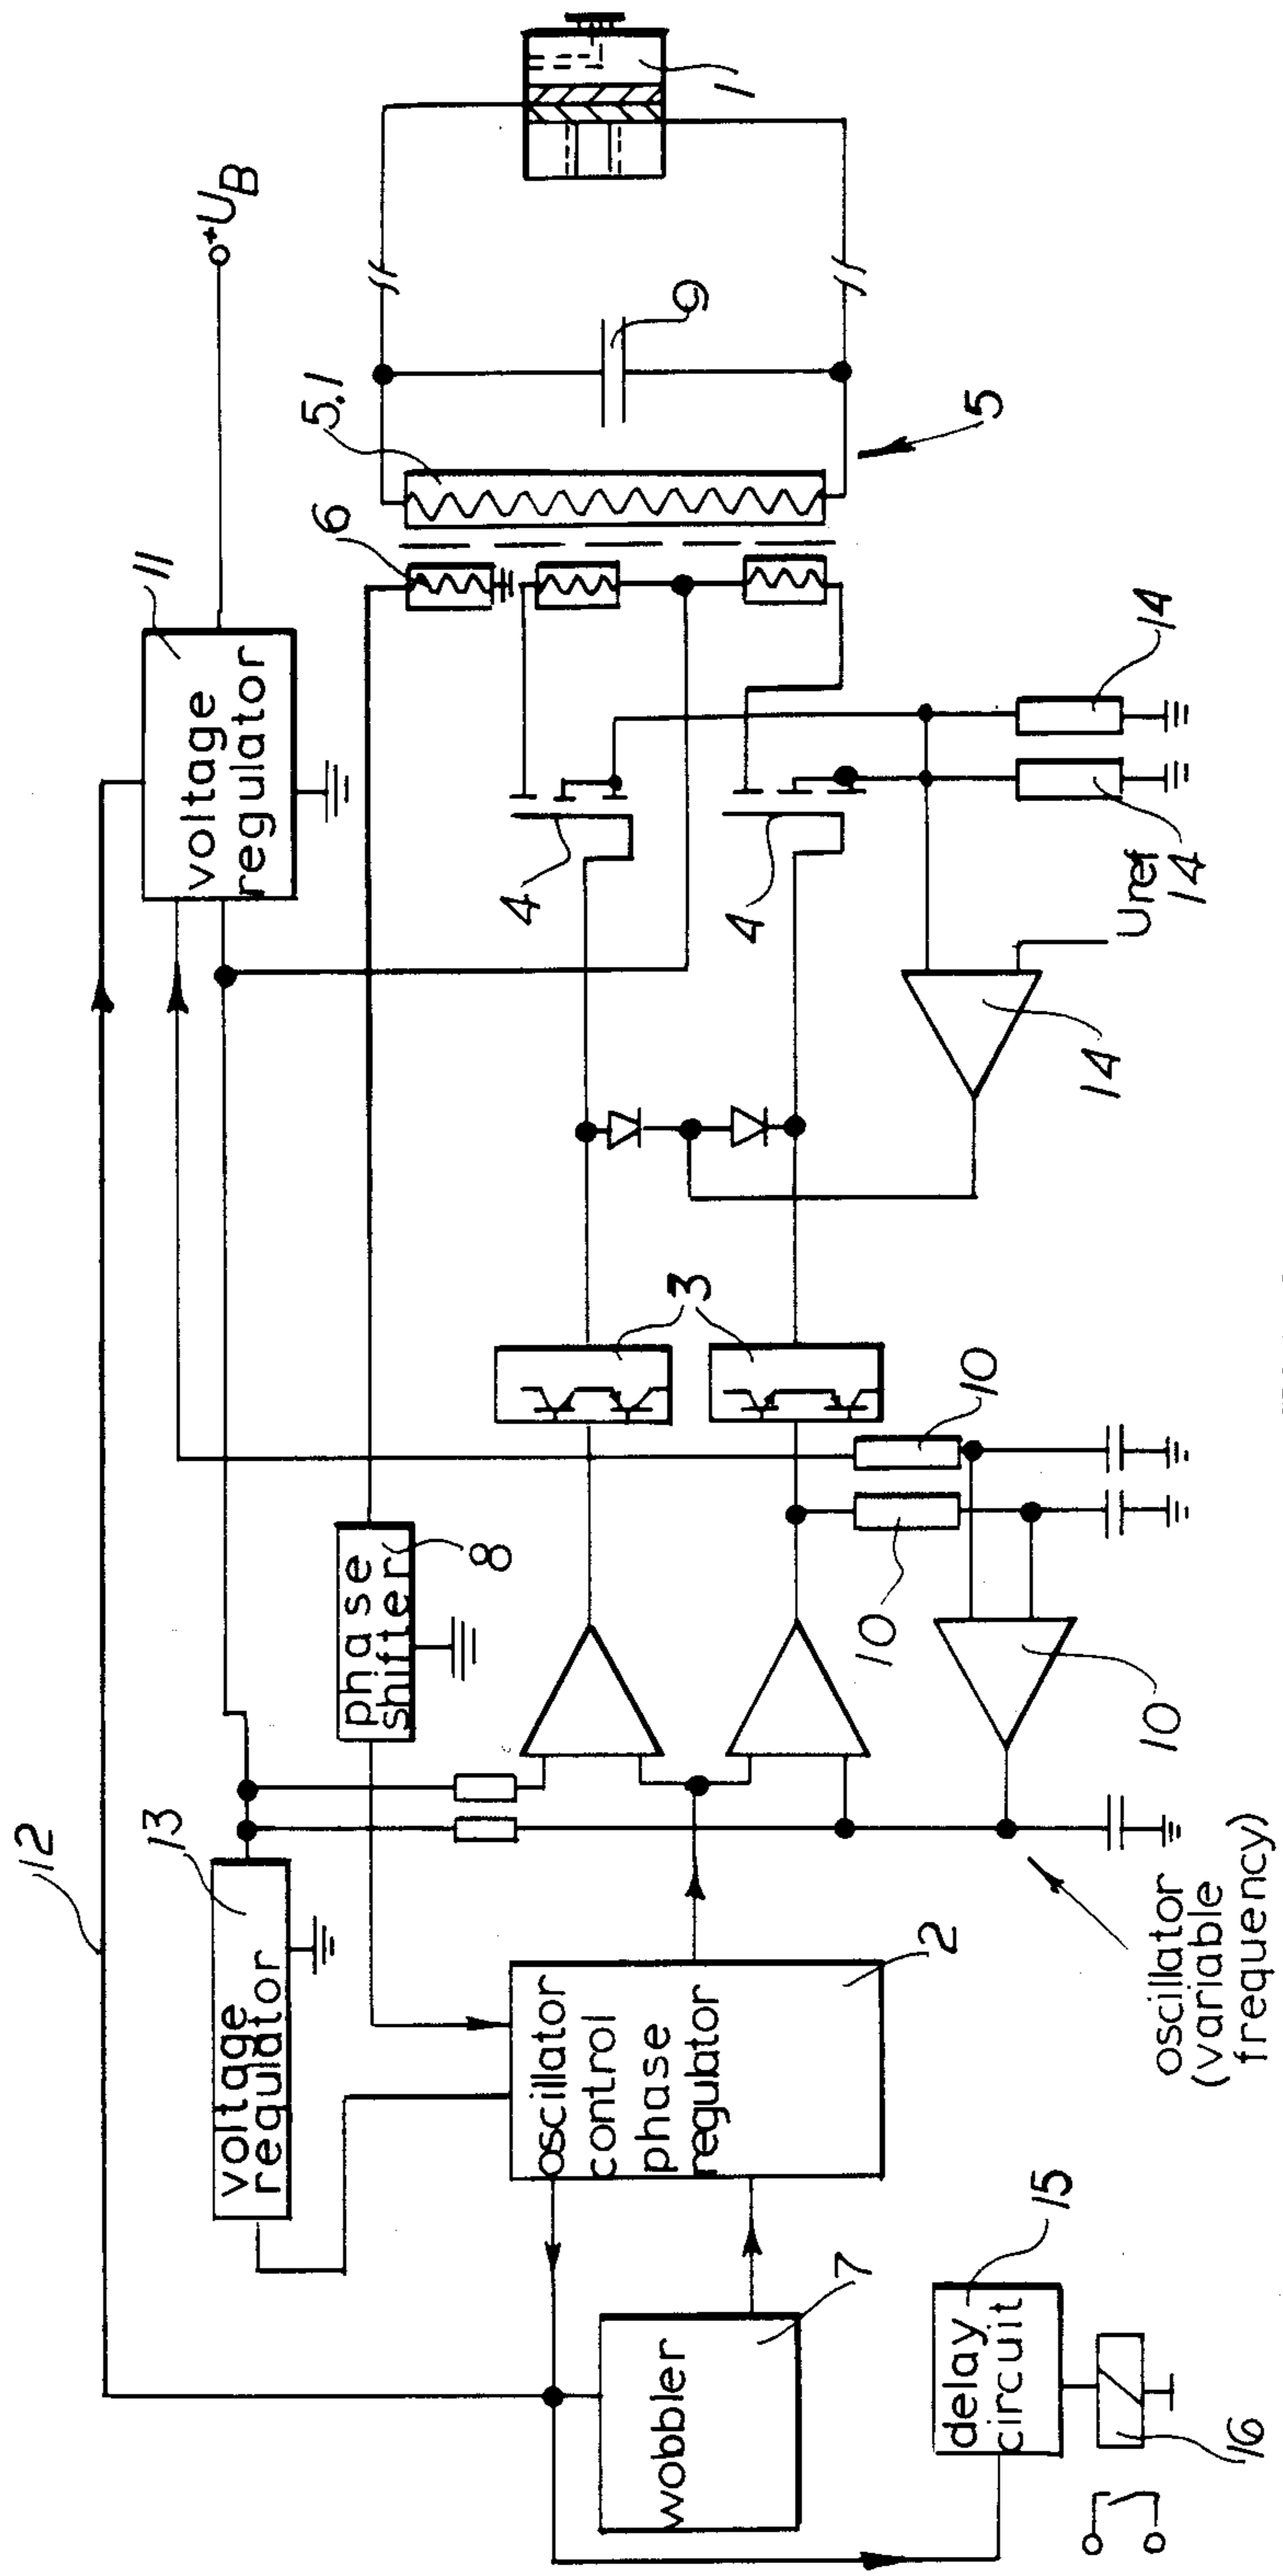 12
13
voltage
regulator
11
voltage
regulator
+UB
phase
shifter
8
6
5,1
9
1
5
oscillator
control
phase
regulator
2
wobbler
7
3
4
4
10
10
10
14
14
14
14
Uref
delay
circuit
15
16
oscillator
(variable
frequency)